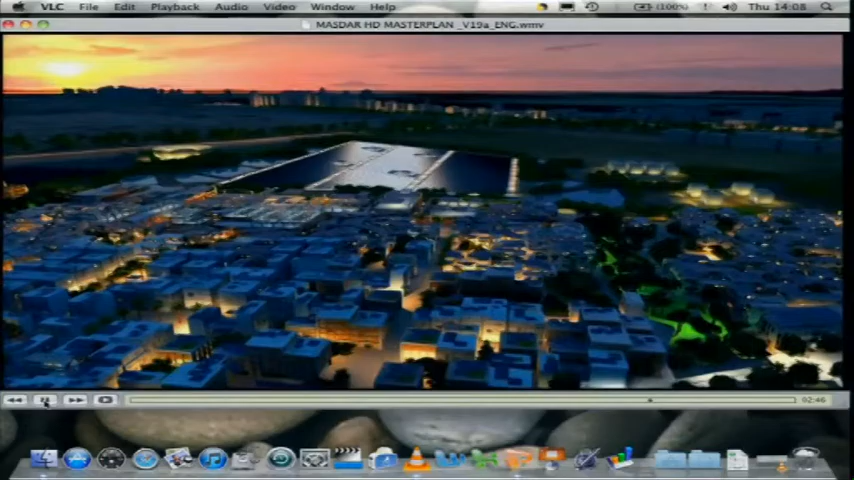 VLC File Edit Playback Audio Video Window Help (100%) Thu 14:08
MASDAR HD MASTERPLAN _V19a_ENG.wmv
02:46